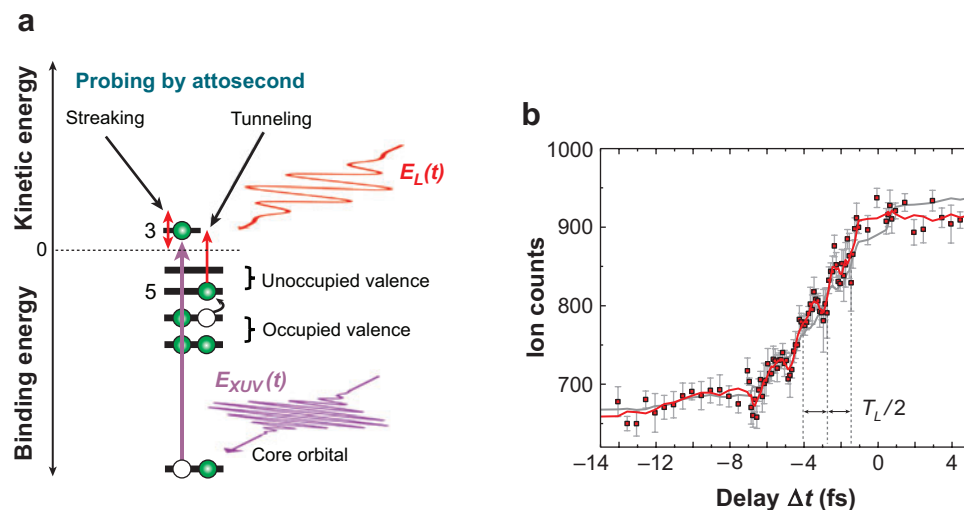 a
Kinetic energy
Binding energy
Probing by attosecond
Streaking
Tunneling
E_L(t)
3
0
5
Unoccupied valence
Occupied valence
E_XUV(t)
Core orbital
b
Ion counts
1000
900
800
700
T_L/2
−14 −12 −8 −4 0 4
Delay Δt (fs)